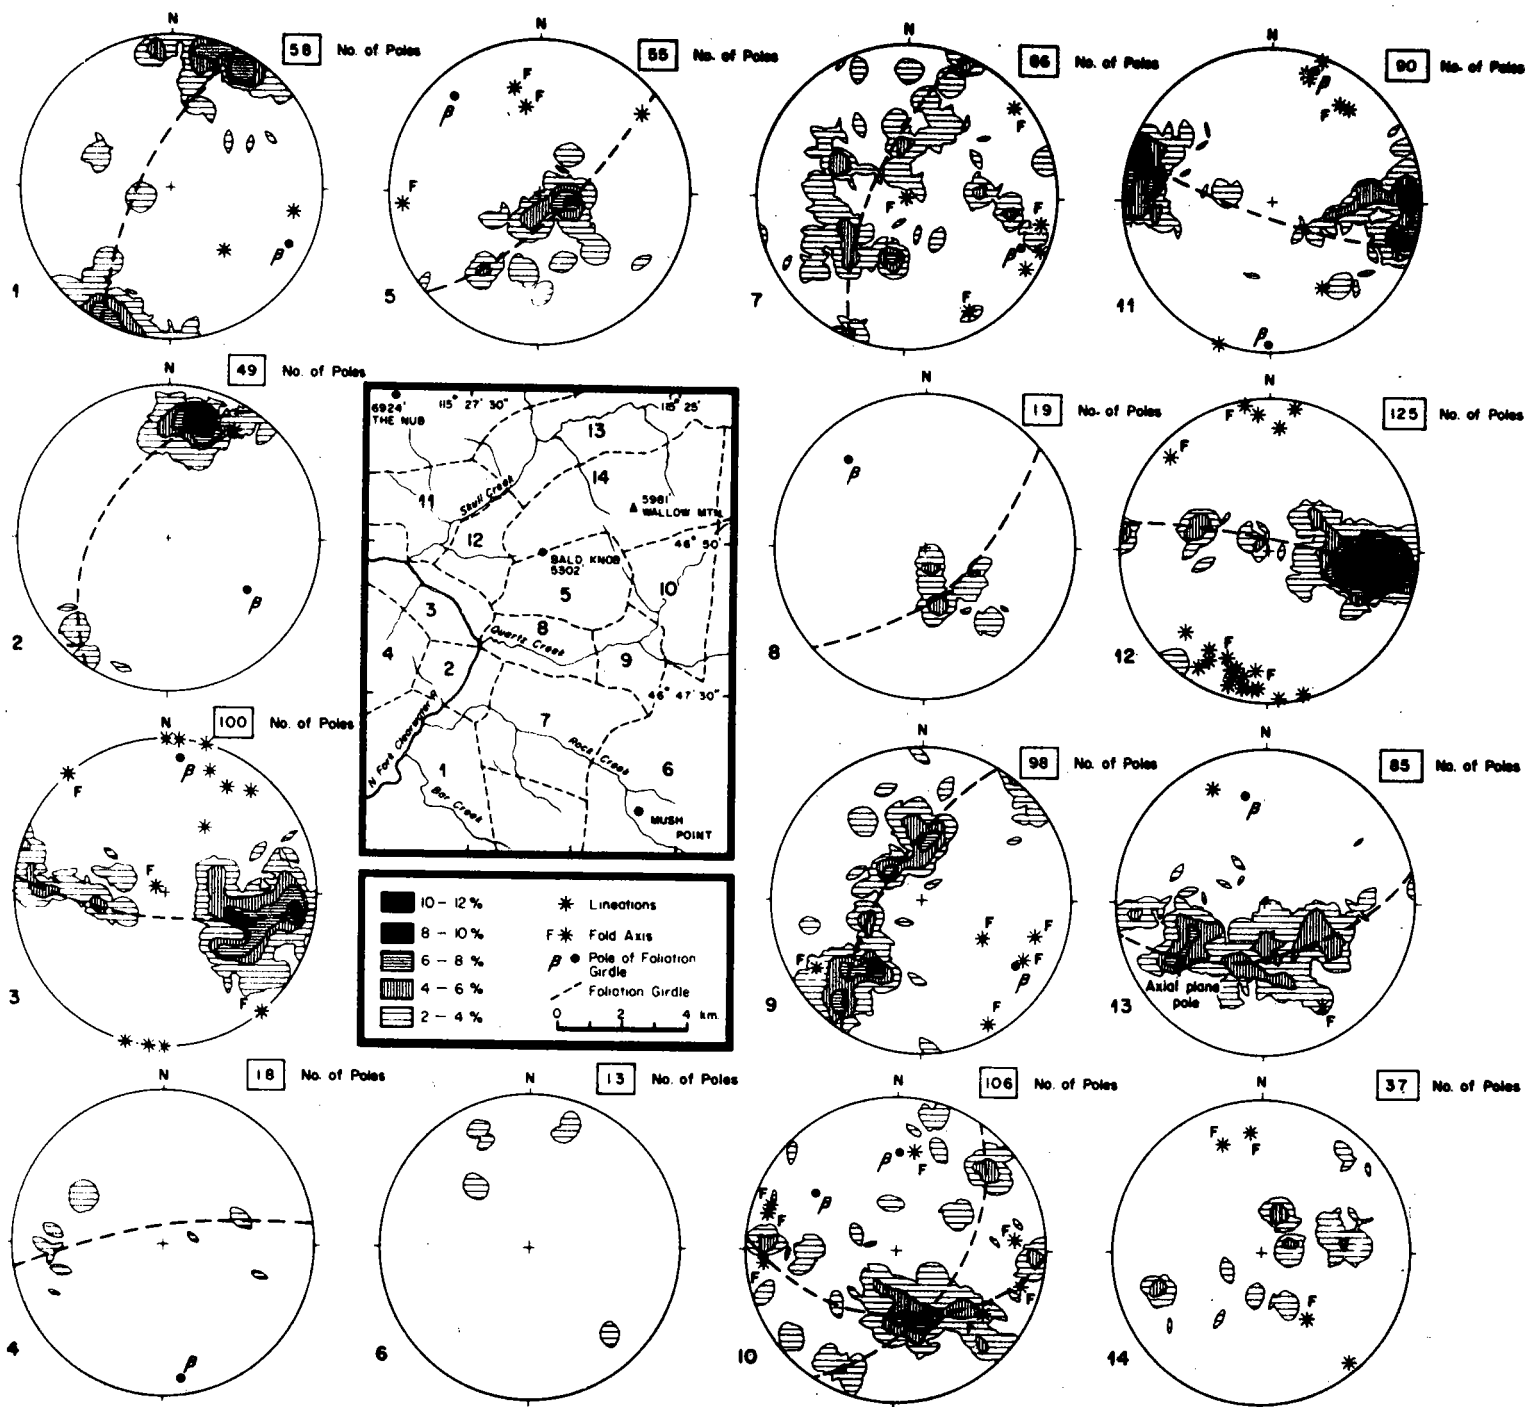 N
58 No. of Poles
β
1
N
55 No. of Poles
F
F
β
F
5
N
86 No. of Poles
F
F
F
β
F
7
N
90 No. of Poles
β
F
β
11
N
49 No. of Poles
β
2
6924'
THE NUB
115° 27' 30"
115° 25'
13
14
11
Skull Creek
5981'
WALLOW MTN.
12
46° 50'
BALD KNOB
5302'
5
10
3
8
Quartz Creek
4
2
9
46° 47' 30"
7
N Fork Clearwater R
Rock Creek
1
6
Bar Creek
MUSH
POINT
N
19 No. of Poles
β
8
N
125 No. of Poles
F
F
F
F
12
N
100 No. of Poles
β
F
F
F
3
10 – 12 %
8 – 10 %
6 – 8 %
4 – 6 %
2 – 4 %
Lineations
F Fold Axis
β Pole of Foliation
Girdle
Foliation Girdle
0 2 4 km.
N
98 No. of Poles
F
F
F
F
β
F
9
N
85 No. of Poles
β
Axial plane
pole
F
13
N
18 No. of Poles
β
4
N
13 No. of Poles
6
N
106 No. of Poles
β
F
β
F
F
F
F
F
F
10
N
37 No. of Poles
F
F
F
14